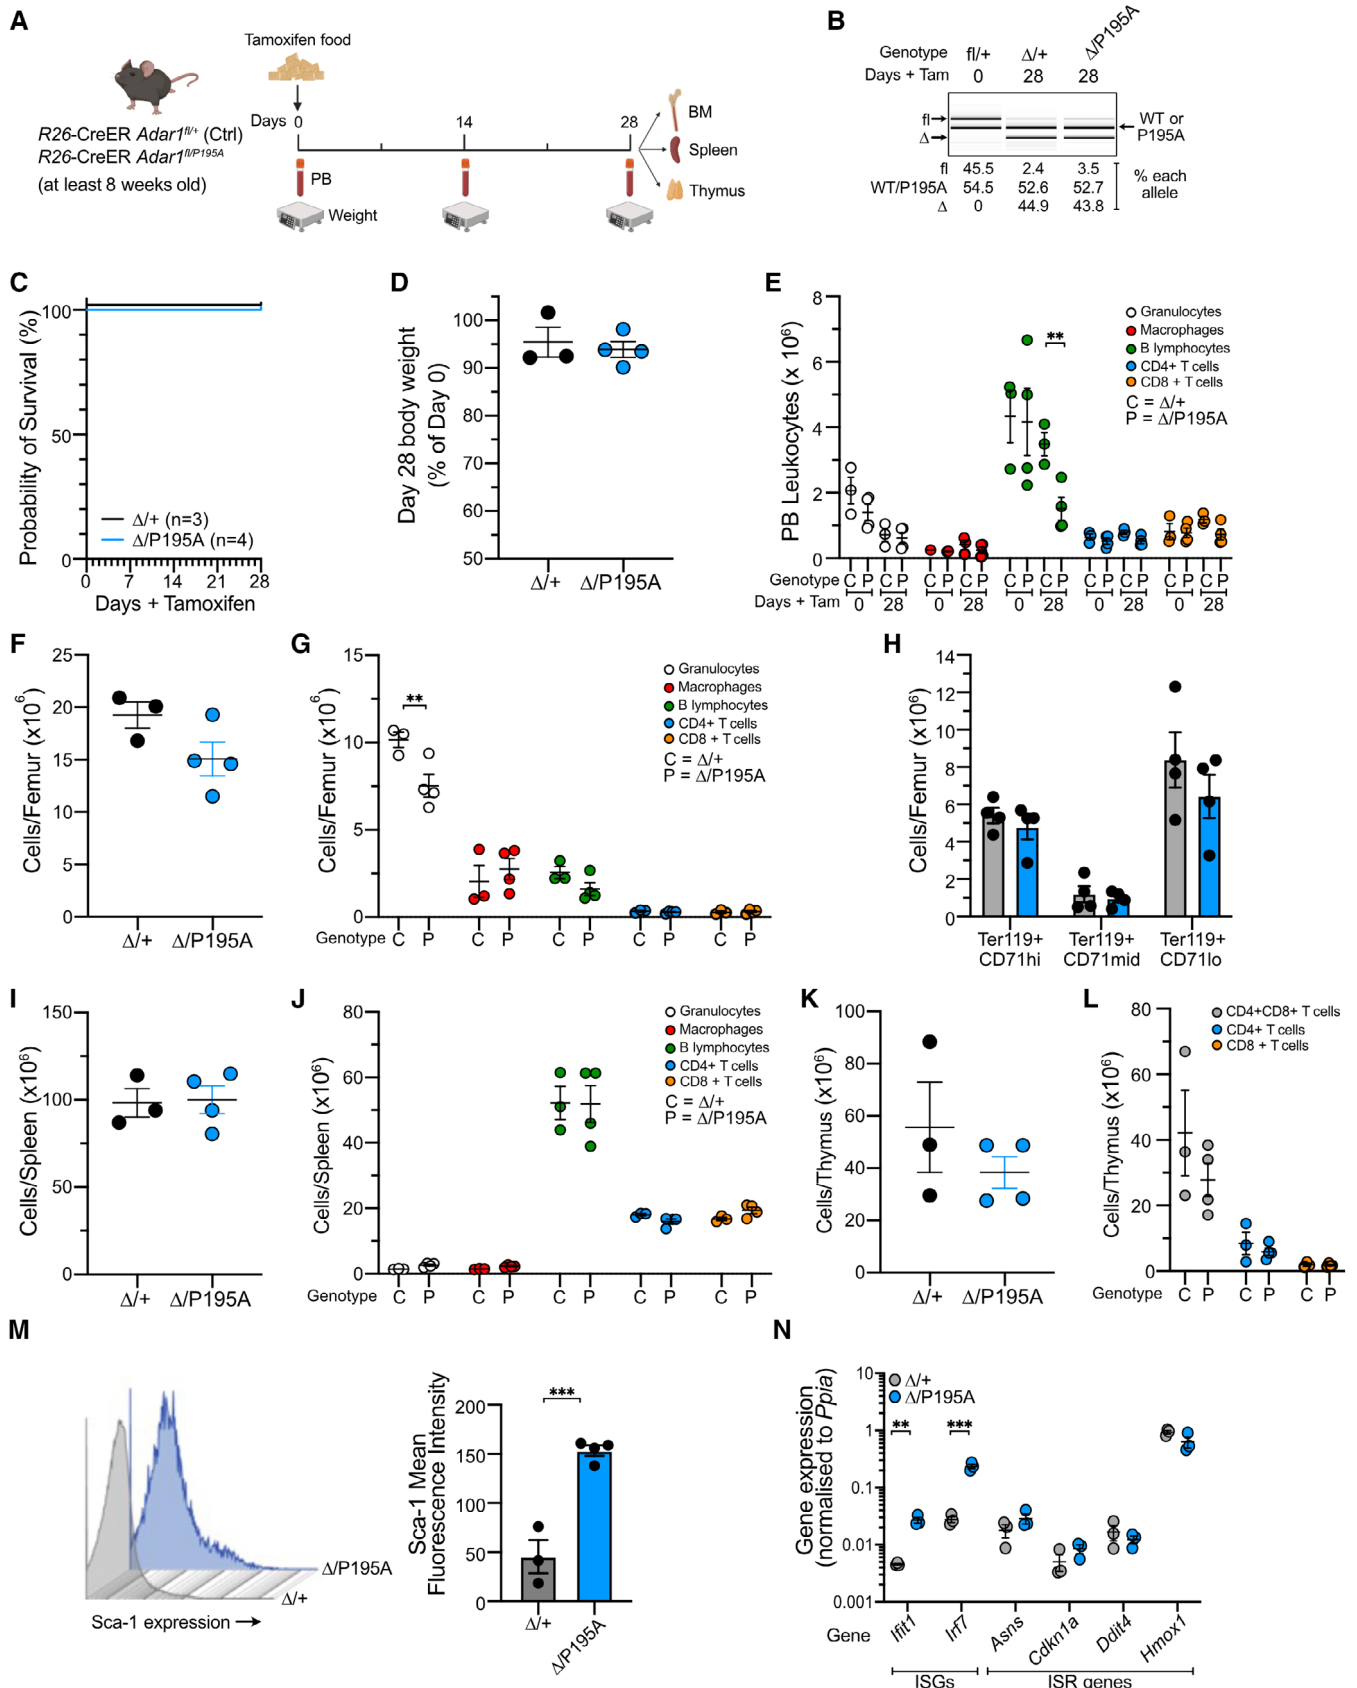 A
Tamoxifen food
R26-CreER Adar1fl/+ (Ctrl)
R26-CreER Adar1fl/P195A
(at least 8 weeks old)
Days 0 14 28
PB
Weight
BM
Spleen
Thymus
B
Genotype fl/+ Δ/+ Δ/P195A
Days + Tam 0 28 28
fl
Δ
WT or
P195A
fl 45.5 2.4 3.5
WT/P195A 54.5 52.6 52.7
Δ 0 44.9 43.8
% each
allele
C
Probability of Survival (%)
100
50
0
Δ/+ (n=3)
Δ/P195A (n=4)
0 7 14 21 28
Days + Tamoxifen
D
Day 28 body weight
(% of Day 0)
100
90
80
70
60
50
Δ/+ Δ/P195A
E
PB Leukocytes (x 10⁶)
8
6
4
2
0
**
Granulocytes
Macrophages
B lymphocytes
CD4+ T cells
CD8 + T cells
C = Δ/+
P = Δ/P195A
Genotype C P C P C P C P C P C P C P C P C P C P
Days + Tam 0 28 0 28 0 28 0 28 0 28
F
Cells/Femur (x10⁶)
25
20
15
10
5
0
Δ/+ Δ/P195A
G
Cells/Femur (x10⁶)
15
10
5
0
**
Granulocytes
Macrophages
B lymphocytes
CD4+ T cells
CD8 + T cells
C = Δ/+
P = Δ/P195A
Genotype C P C P C P C P C P
H
Cells/Femur (x10⁶)
14
12
10
8
6
4
2
0
Ter119+ Ter119+ Ter119+
CD71hi CD71mid CD71lo
I
Cells/Spleen (x10⁶)
150
100
50
0
Δ/+ Δ/P195A
J
Cells/Spleen (x10⁶)
80
60
40
20
0
Granulocytes
Macrophages
B lymphocytes
CD4+ T cells
CD8 + T cells
C = Δ/+
P = Δ/P195A
Genotype C P C P C P C P C P
K
Cells/Thymus (x10⁶)
100
80
60
40
20
0
Δ/+ Δ/P195A
L
Cells/Thymus (x10⁶)
80
60
40
20
0
CD4+CD8+ T cells
CD4+ T cells
CD8 + T cells
Genotype C P C P C P
M
Δ/P195A
Δ/+
Sca-1 expression →
Sca-1 Mean
Fluorescence Intensity
200
150
100
50
0
***
Δ/+
Δ/P195A
N
Gene expression
(normalised to Ppia)
10
1
0.1
0.01
0.001
Δ/+
Δ/P195A
** ***
Gene Ifit1 Irf7 Asns Cdkn1a Ddit4 Hmox1
ISGs ISR genes